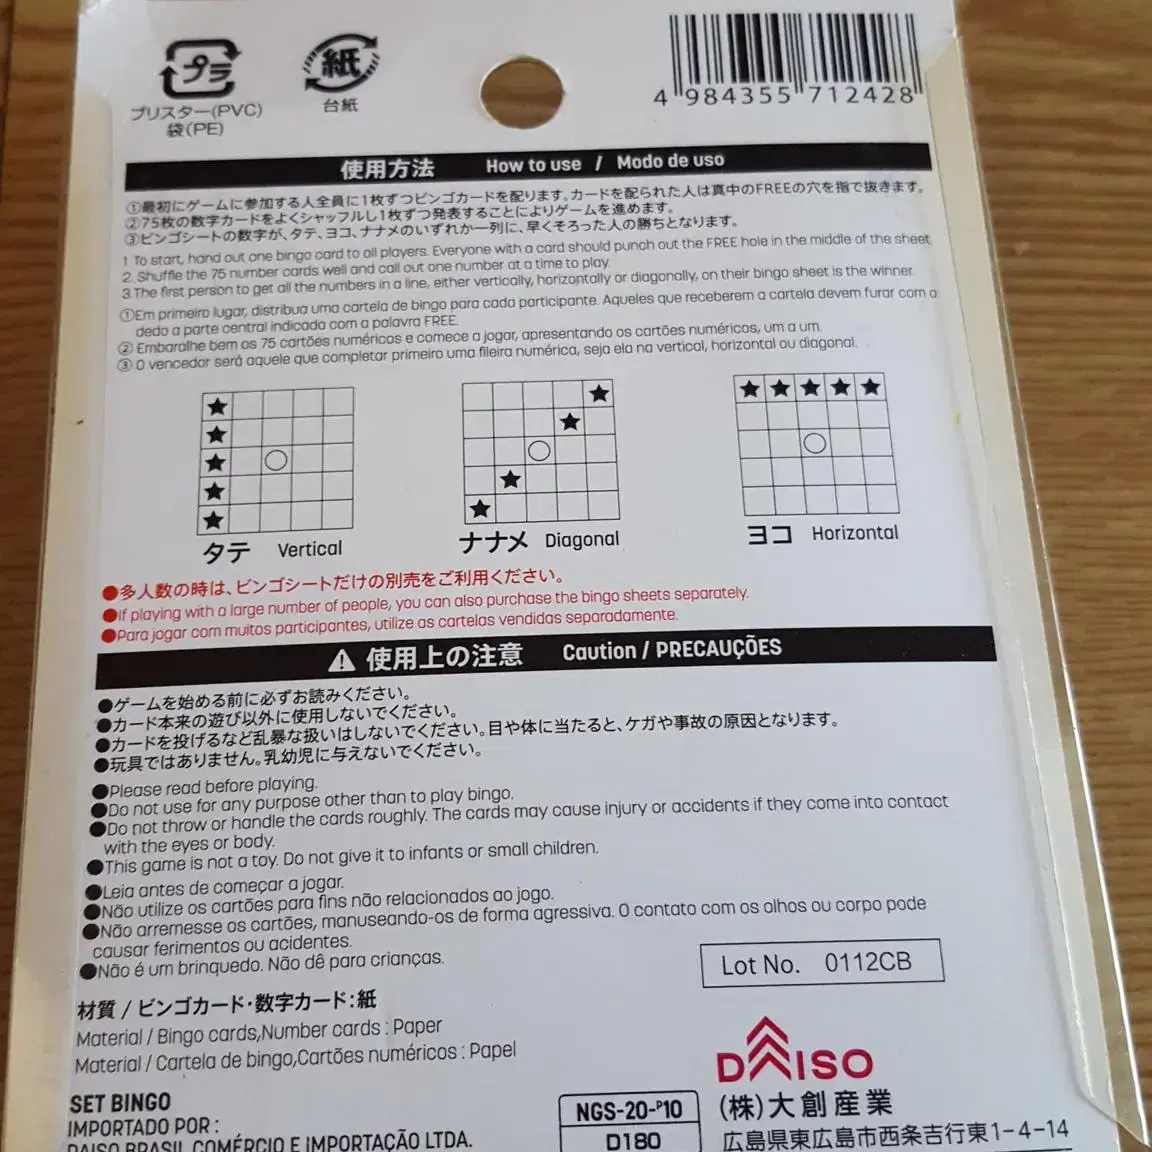 プラ
紙
ブリスター(PVC)
袋(PE)
台紙
4 984355 712428
使用方法 How to use / Modo de uso
①最初にゲームに参加する人全員に1枚ずつビンゴカードを配ります。カードを配られた人は真中のFREEの穴を指で抜きます。
②75枚の数字カードをよくシャッフルし1枚ずつ発表することによりゲームを進めます。
③ビンゴシートの数字が、タテ、ヨコ、ナナメのいずれか一列に、早くそろった人の勝ちとなります。
1. To start, hand out one bingo card to all players. Everyone with a card should punch out the FREE hole in the middle of the sheet.
2. Shuffle the 75 number cards well and call out one number at a time to play.
3.The first person to get all the numbers in a line, either vertically, horizontally or diagonally, on their bingo sheet is the winner.
①Em primeiro lugar, distribua uma cartela de bingo para cada participante. Aqueles que receberem a cartela devem furar com o
dedo a parte central indicada com a palavra FREE.
② Embaralhe bem os 75 cartões numéricos e comece a jogar, apresentando os cartões numéricos, um a um.
③ O vencedor será aquele que completar primeiro uma fileira numérica, seja ela na vertical, horizontal ou diagonal.
タテ Vertical
ナナメ Diagonal
ヨコ Horizontal
●多人数の時は、ビンゴシートだけの別売をご利用ください。
●If playing with a large number of people, you can also purchase the bingo sheets separately.
●Para jogar com muitos participantes, utilize as cartelas vendidas separadamente.
⚠ 使用上の注意 Caution / PRECAUÇÕES
●ゲームを始める前に必ずお読みください。
●カード本来の遊び以外に使用しないでください。
●カードを投げるなど乱暴な扱いはしないでください。目や体に当たると、ケガや事故の原因となります。
●玩具ではありません。乳幼児に与えないでください。
●Please read before playing.
●Do not use for any purpose other than to play bingo.
●Do not throw or handle the cards roughly. The cards may cause injury or accidents if they come into contact
with the eyes or body.
●This game is not a toy. Do not give it to infants or small children.
●Leia antes de começar a jogar.
●Não utilize os cartões para fins não relacionados ao jogo.
●Não arremesse os cartões, manuseando-os de forma agressiva. O contato com os olhos ou corpo pode
causar ferimentos ou acidentes.
●Não é um brinquedo. Não dê para crianças.
Lot No. 0112CB
材質 / ビンゴカード・数字カード：紙
Material / Bingo cards,Number cards : Paper
Material / Cartela de bingo,Cartões numéricos : Papel
DAISO
SET BINGO
IMPORTADO POR :
DAISO BRASIL COMÉRCIO E IMPORTAÇÃO LTDA.
NGS-20-P10
D180
(株)大創産業
広島県東広島市西条吉行東1-4-14